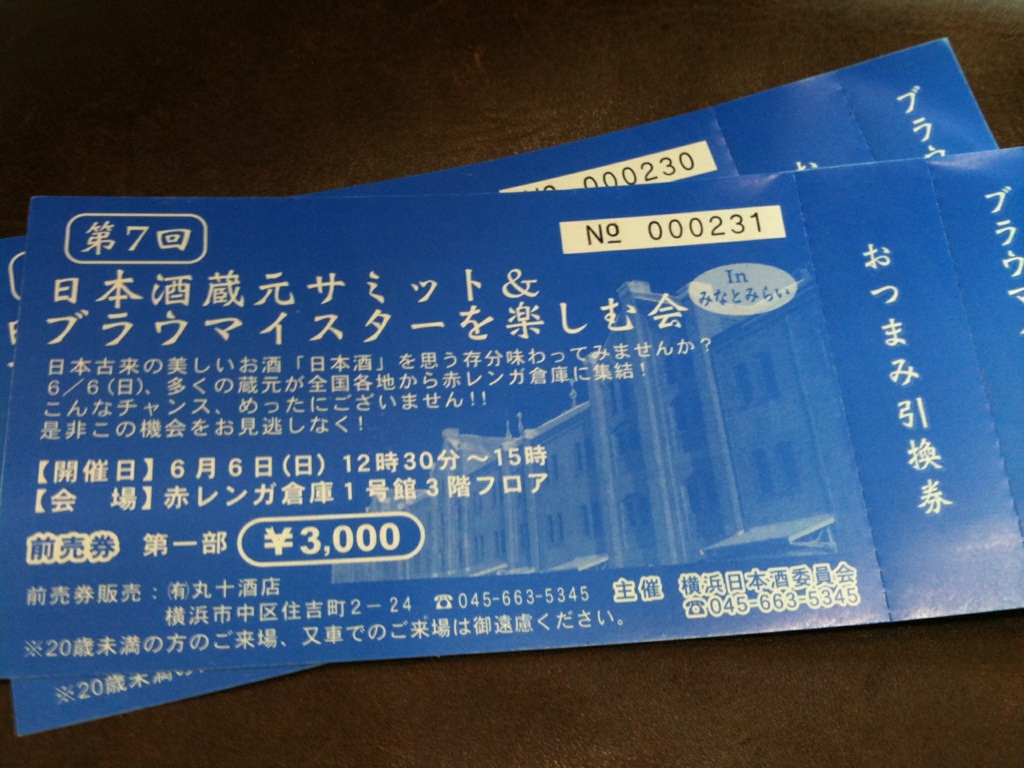 第7回
№ 000231
日本酒蔵元サミット&
ブラウマイスターを楽しむ会
In
みなとみらい
日本古来の美しいお酒「日本酒」を思う存分味わってみませんか？
6／6(日)、多くの蔵元が全国各地から赤レンガ倉庫に集結！
こんなチャンス、めったにございません!!
是非この機会をお見逃しなく！
【開催日】6月6日(日) 12時30分～15時
【会　場】赤レンガ倉庫1号館3階フロア
前売券 第一部 ¥3,000
前売券販売：㈲丸十酒店
横浜市中区住吉町2－24 ☎045-663-5345
主催 横浜日本酒委員会
☎045-663-5345
※20歳未満の方のご来場、又車でのご来場は御遠慮ください。
おつまみ引換券
ブラウマ
№ 000230
お
ブラウ
※20歳未満の